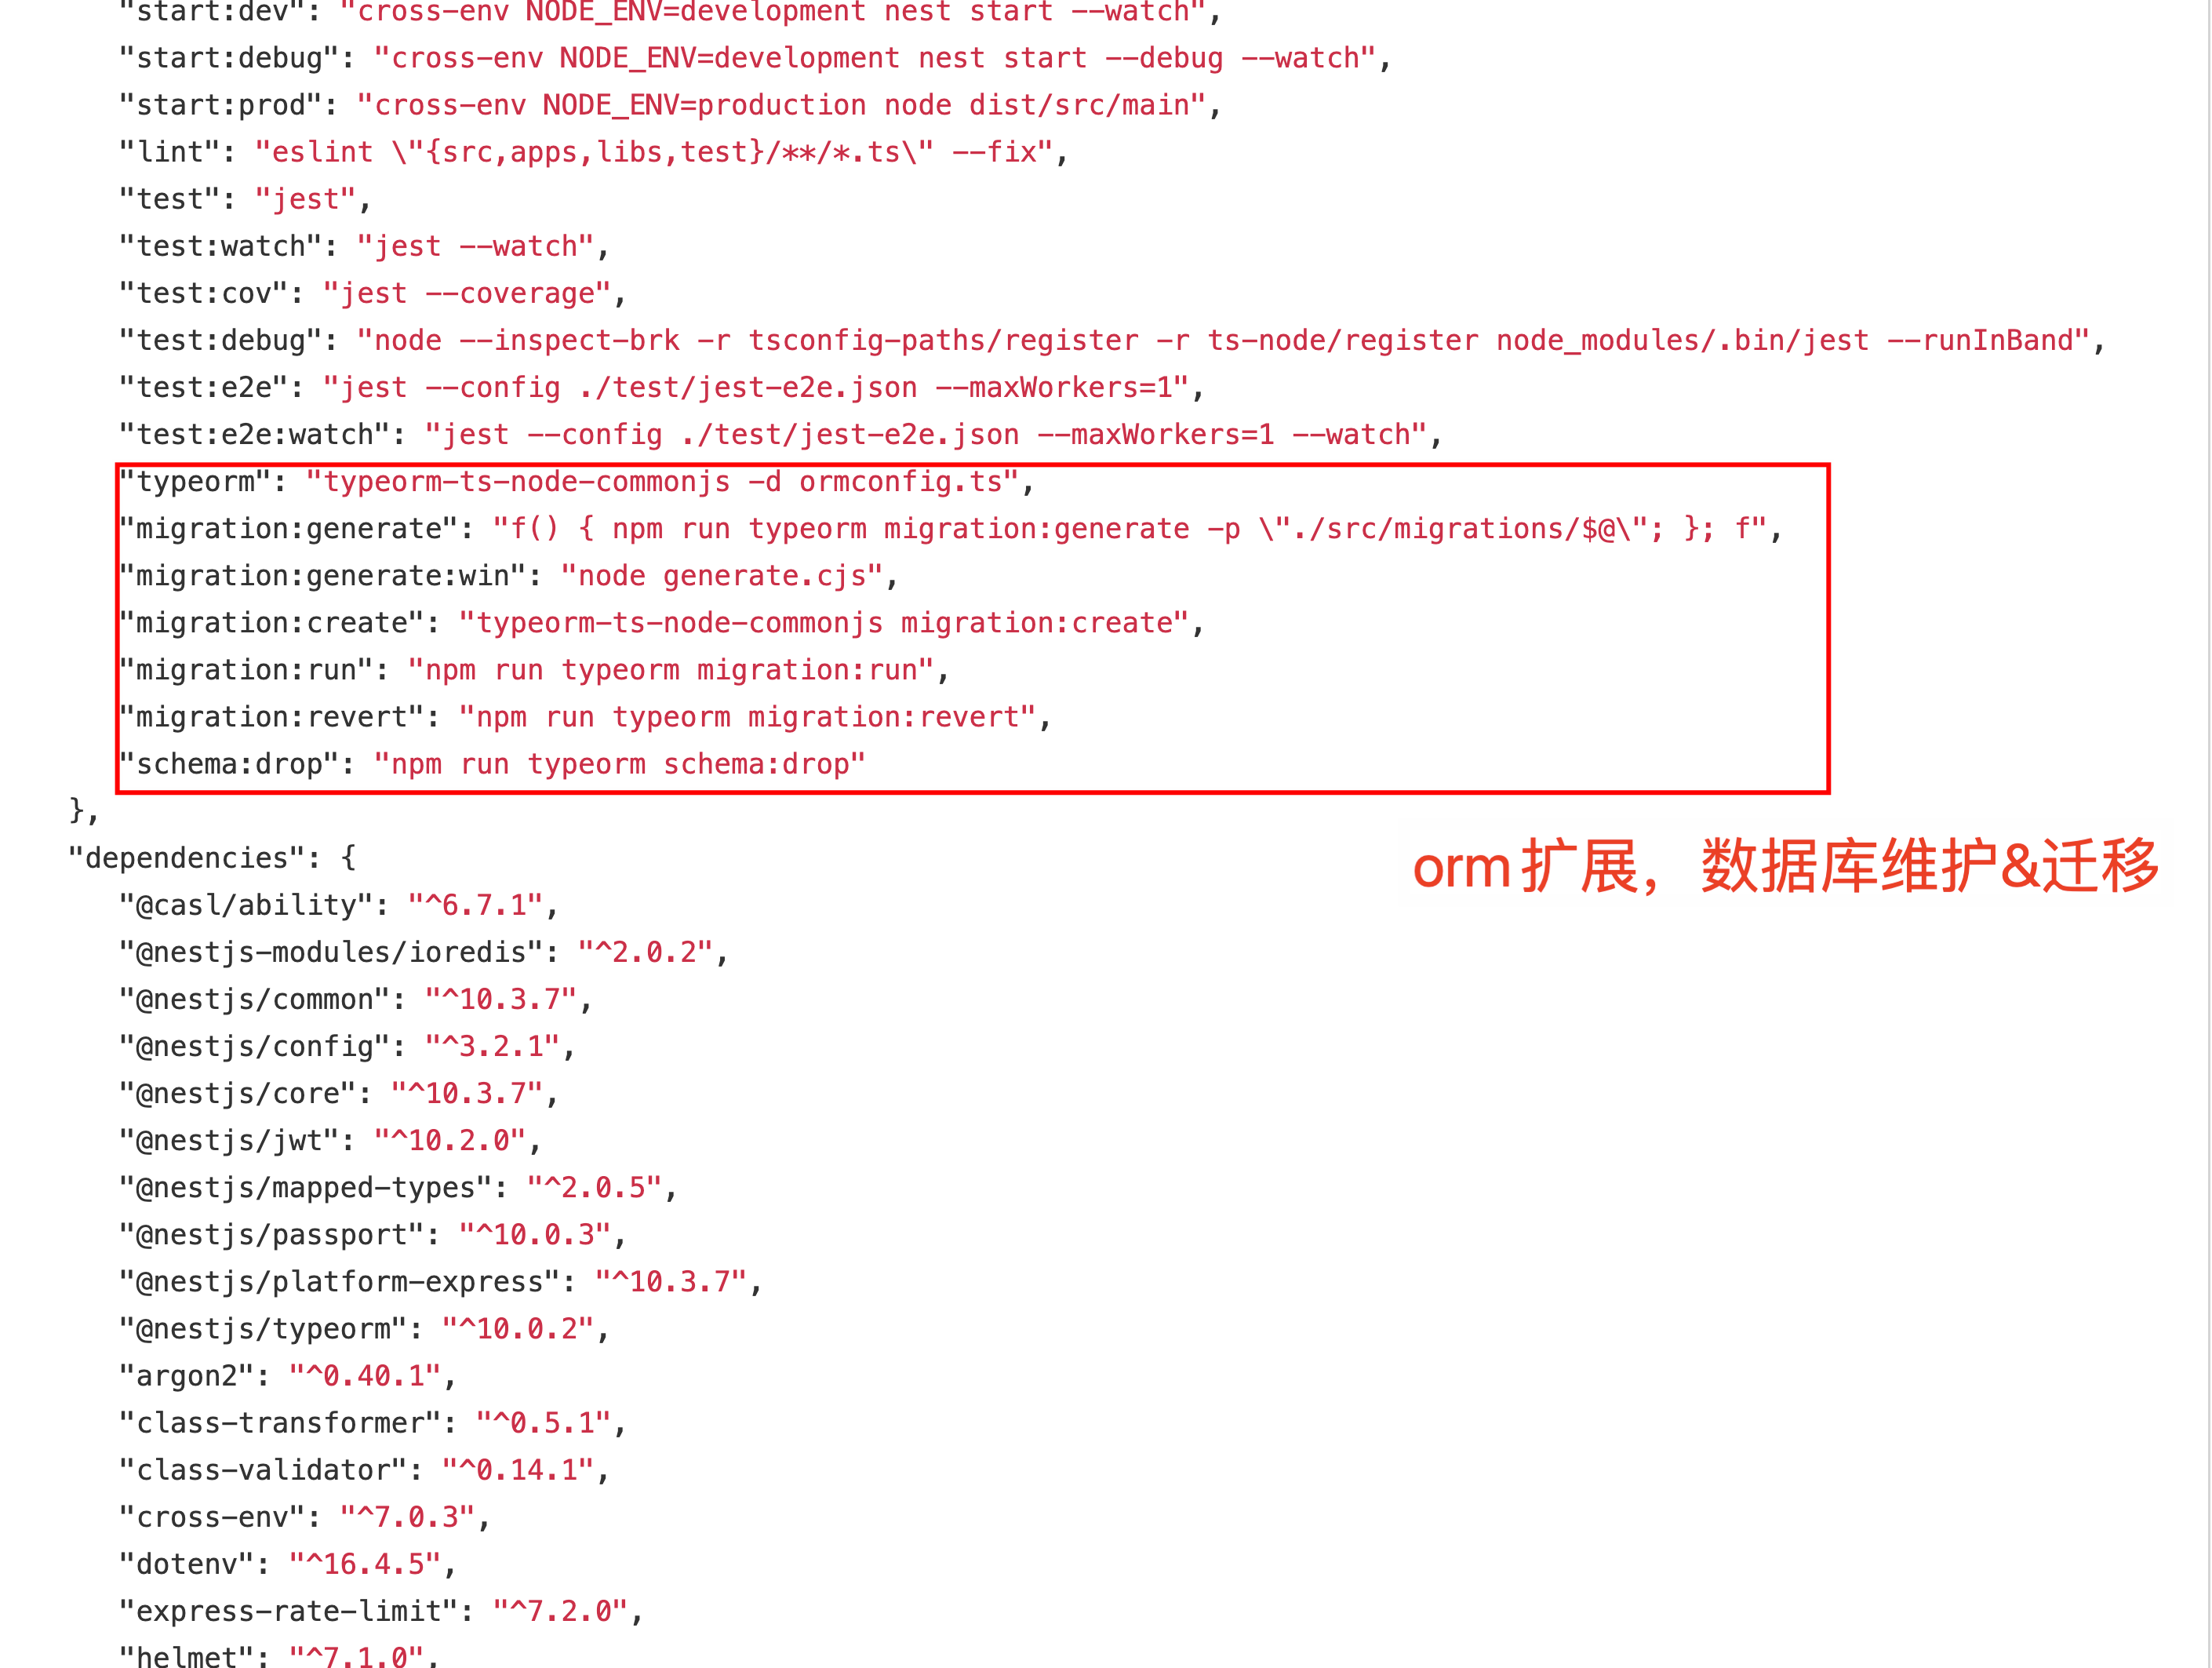 "start:dev": "cross-env NODE_ENV=development nest start --watch",
"start:debug": "cross-env NODE_ENV=development nest start --debug --watch",
"start:prod": "cross-env NODE_ENV=production node dist/src/main",
"lint": "eslint \"{src,apps,libs,test}/**/*.ts\" --fix",
"test": "jest",
"test:watch": "jest --watch",
"test:cov": "jest --coverage",
"test:debug": "node --inspect-brk -r tsconfig-paths/register -r ts-node/register node_modules/.bin/jest --runInBand",
"test:e2e": "jest --config ./test/jest-e2e.json --maxWorkers=1",
"test:e2e:watch": "jest --config ./test/jest-e2e.json --maxWorkers=1 --watch",
"typeorm": "typeorm-ts-node-commonjs -d ormconfig.ts",
"migration:generate": "f() { npm run typeorm migration:generate -p \"./src/migrations/$@\"; }; f",
"migration:generate:win": "node generate.cjs",
"migration:create": "typeorm-ts-node-commonjs migration:create",
"migration:run": "npm run typeorm migration:run",
"migration:revert": "npm run typeorm migration:revert",
"schema:drop": "npm run typeorm schema:drop"
},
orm扩展，数据库维护&迁移
"dependencies": {
"@casl/ability": "^6.7.1",
"@nestjs-modules/ioredis": "^2.0.2",
"@nestjs/common": "^10.3.7",
"@nestjs/config": "^3.2.1",
"@nestjs/core": "^10.3.7",
"@nestjs/jwt": "^10.2.0",
"@nestjs/mapped-types": "^2.0.5",
"@nestjs/passport": "^10.0.3",
"@nestjs/platform-express": "^10.3.7",
"@nestjs/typeorm": "^10.0.2",
"argon2": "^0.40.1",
"class-transformer": "^0.5.1",
"class-validator": "^0.14.1",
"cross-env": "^7.0.3",
"dotenv": "^16.4.5",
"express-rate-limit": "^7.2.0",
"helmet": "^7.1.0",